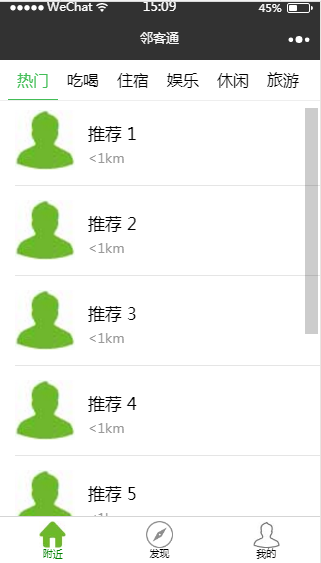 WeChat 15:09 45%
邻客通
热门 吃喝 住宿 娱乐 休闲 旅游
推荐 1
<1km
推荐 2
<1km
推荐 3
<1km
推荐 4
<1km
推荐 5
附近 发现 我的